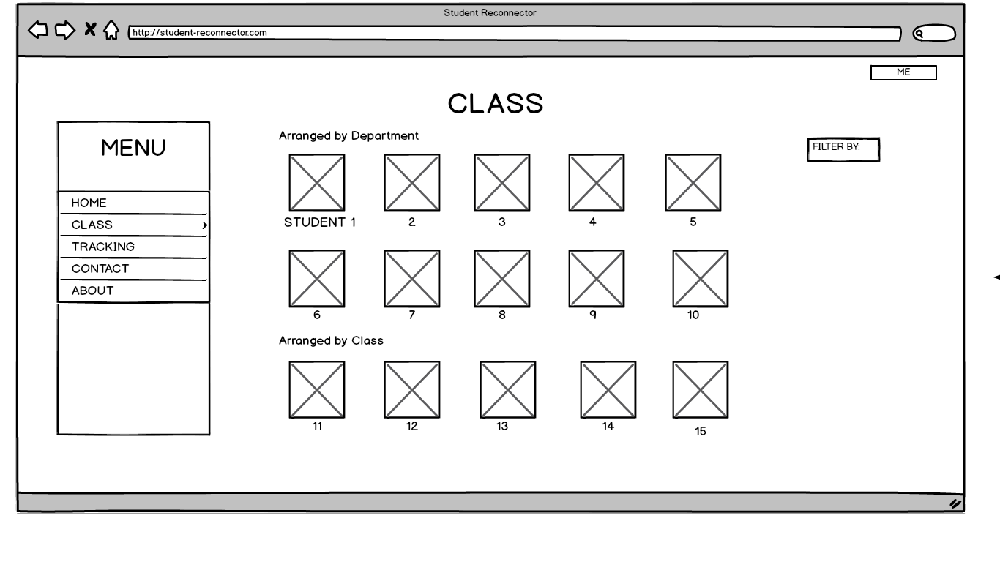 Student Reconnector
http://student-reconnector.com
ME
CLASS
MENU
HOME
CLASS
TRACKING
CONTACT
ABOUT
Arranged by Department
FILTER BY:
STUDENT 1 2 3 4 5
6 7 8 9 10
Arranged by Class
11 12 13 14 15